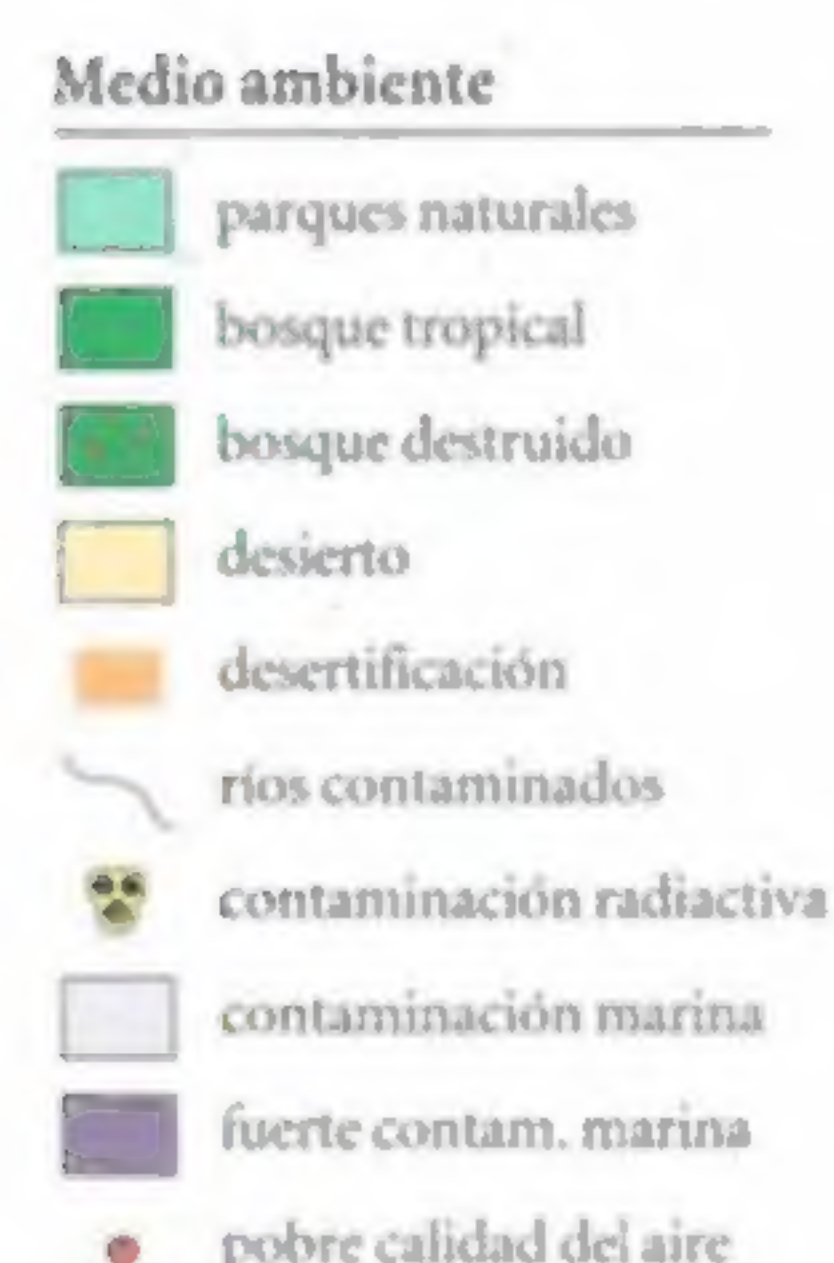 Medio ambiente
parques naturales
bosque tropical
bosque destruido
desierto
desertificación
ríos contaminados
contaminación radiactiva
contaminación marina
fuerte contam. marina
pobre calidad del aire